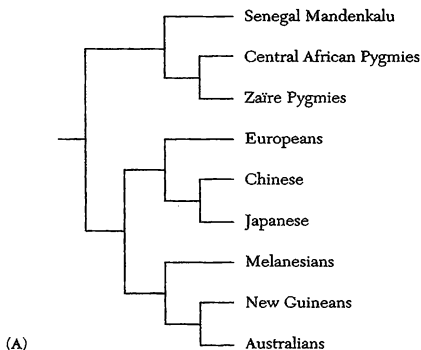 Senegal Mandenkalu
Central African Pygmies
Zaïre Pygmies
Europeans
Chinese
Japanese
Melanesians
New Guineans
Australians
(A)